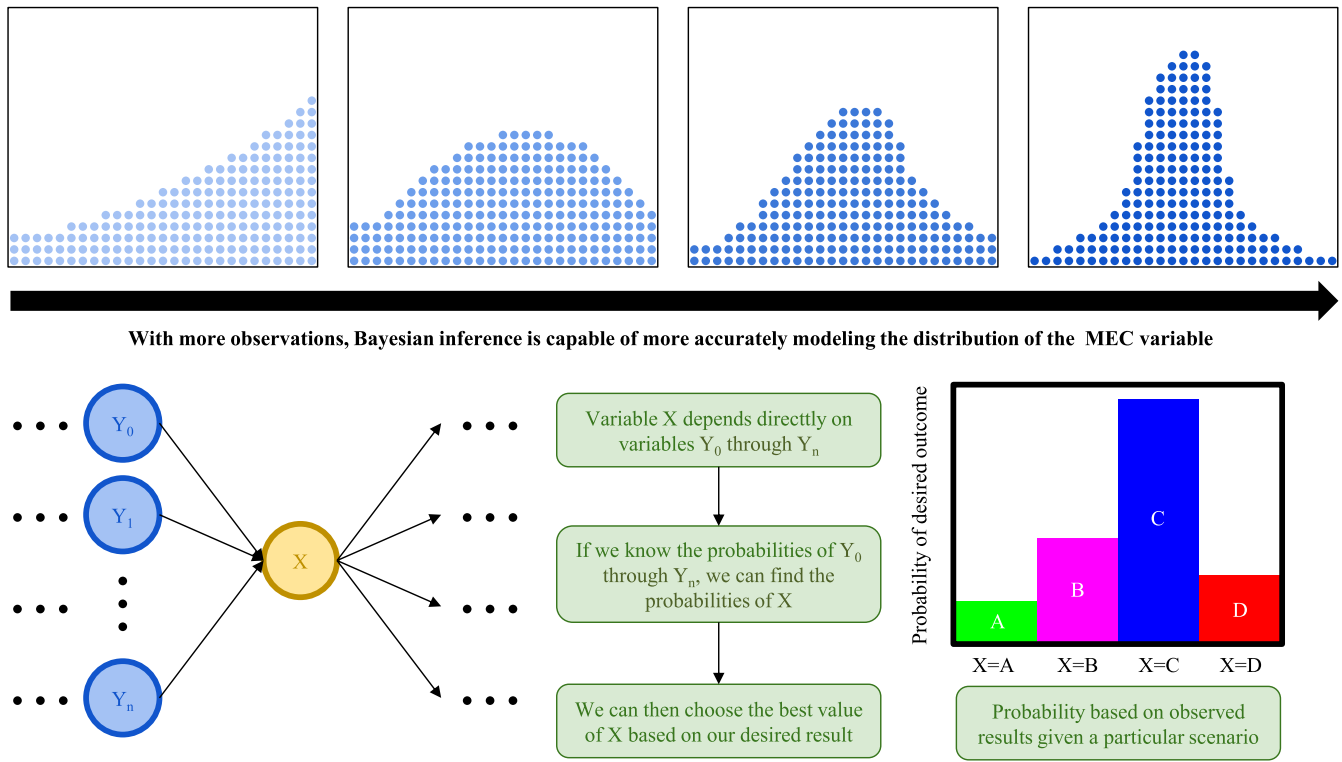 With more observations, Bayesian inference is capable of more accurately modeling the distribution of the MEC variable
Y0
Y1
Yn
X
Variable X depends directtly on
variables Y0 through Yn
If we know the probabilities of Y0
through Yn, we can find the
probabilities of X
We can then choose the best value
of X based on our desired result
Probability of desired outcome
A
B
C
D
X=A
X=B
X=C
X=D
Probability based on observed
results given a particular scenario